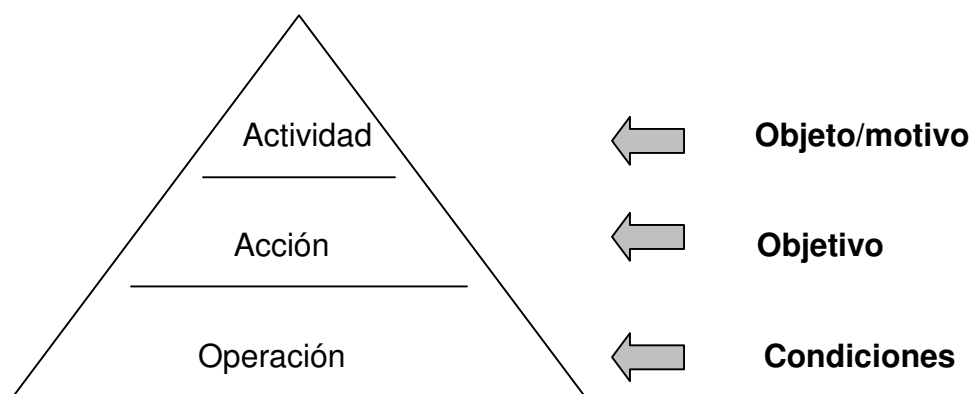 Actividad Objeto/motivo
Acción Objetivo
Operación Condiciones